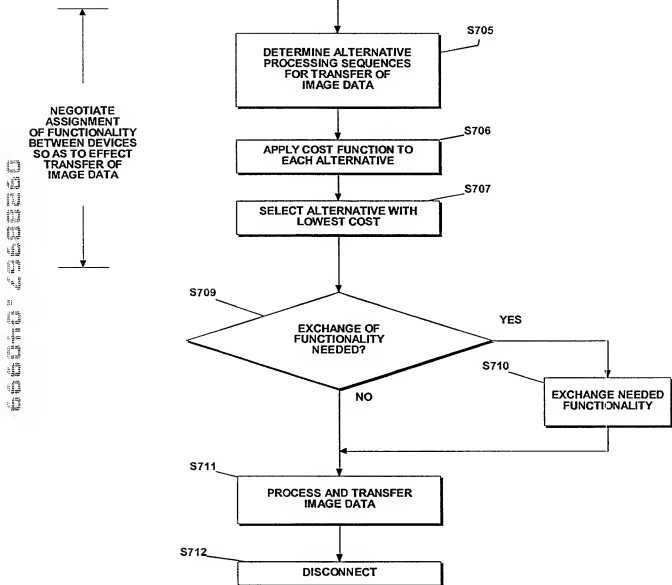 S705
DETERMINE ALTERNATIVE
PROCESSING SEQUENCES
FOR TRANSFER OF
IMAGE DATA
NEGOTIATE
ASSIGNMENT
OF FUNCTIONALITY
BETWEEN DEVICES
SO AS TO EFFECT
TRANSFER OF
IMAGE DATA
S706
APPLY COST FUNCTION TO
EACH ALTERNATIVE
S707
SELECT ALTERNATIVE WITH
LOWEST COST
S709
EXCHANGE OF
FUNCTIONALITY
NEEDED?
YES
NO
S710
EXCHANGE NEEDED
FUNCTIONALITY
S711
PROCESS AND TRANSFER
IMAGE DATA
S712
DISCONNECT